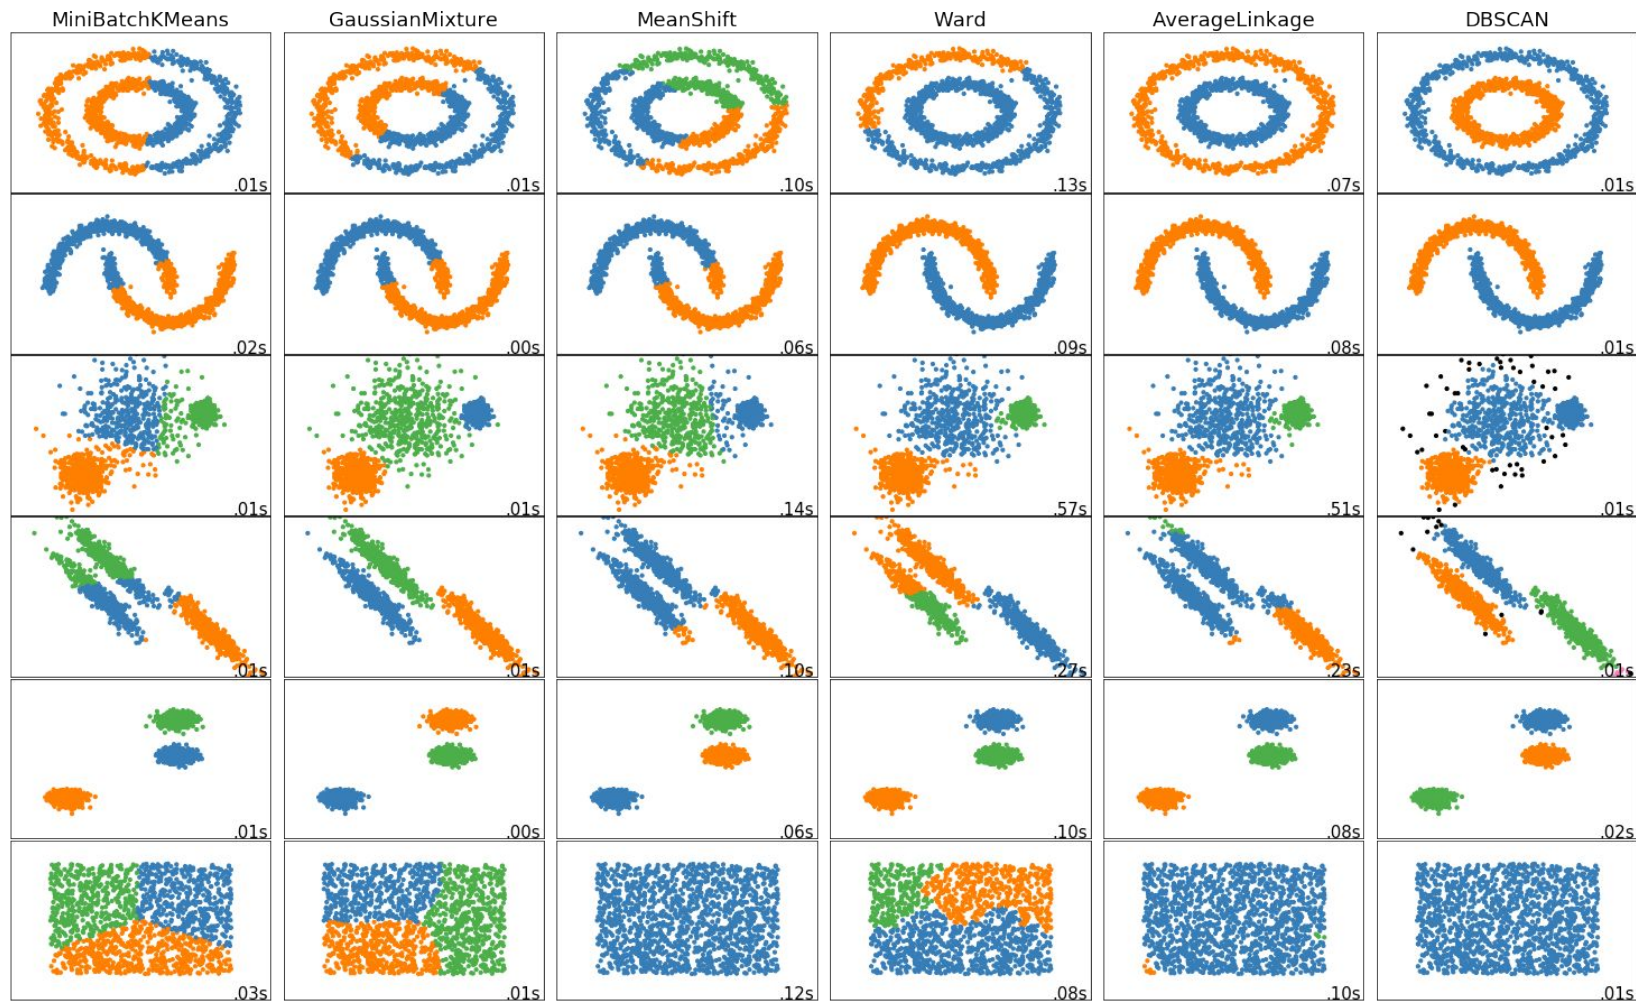 MiniBatchKMeans GaussianMixture MeanShift Ward AverageLinkage DBSCAN
.01s .01s .10s .13s .07s .01s
.02s .00s .06s .09s .08s .01s
.01s .01s .14s .57s .51s .01s
.01s .01s .10s .27s .23s .01s
.01s .00s .06s .10s .08s .02s
.03s .01s .12s .08s .10s .01s